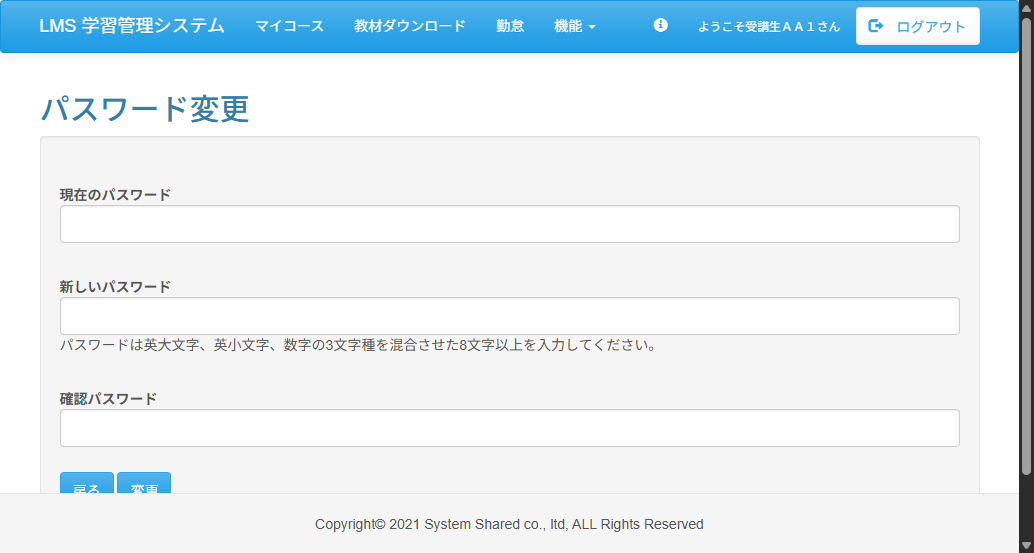 LMS 学習管理システム マイコース 教材ダウンロード 勤怠 機能 ようこそ受講生ＡＡ１さん ログアウト
パスワード変更
現在のパスワード
新しいパスワード
パスワードは英大文字、英小文字、数字の3文字種を混合させた8文字以上を入力してください。
確認パスワード
戻る 変更
Copyright© 2021 System Shared co., ltd, ALL Rights Reserved